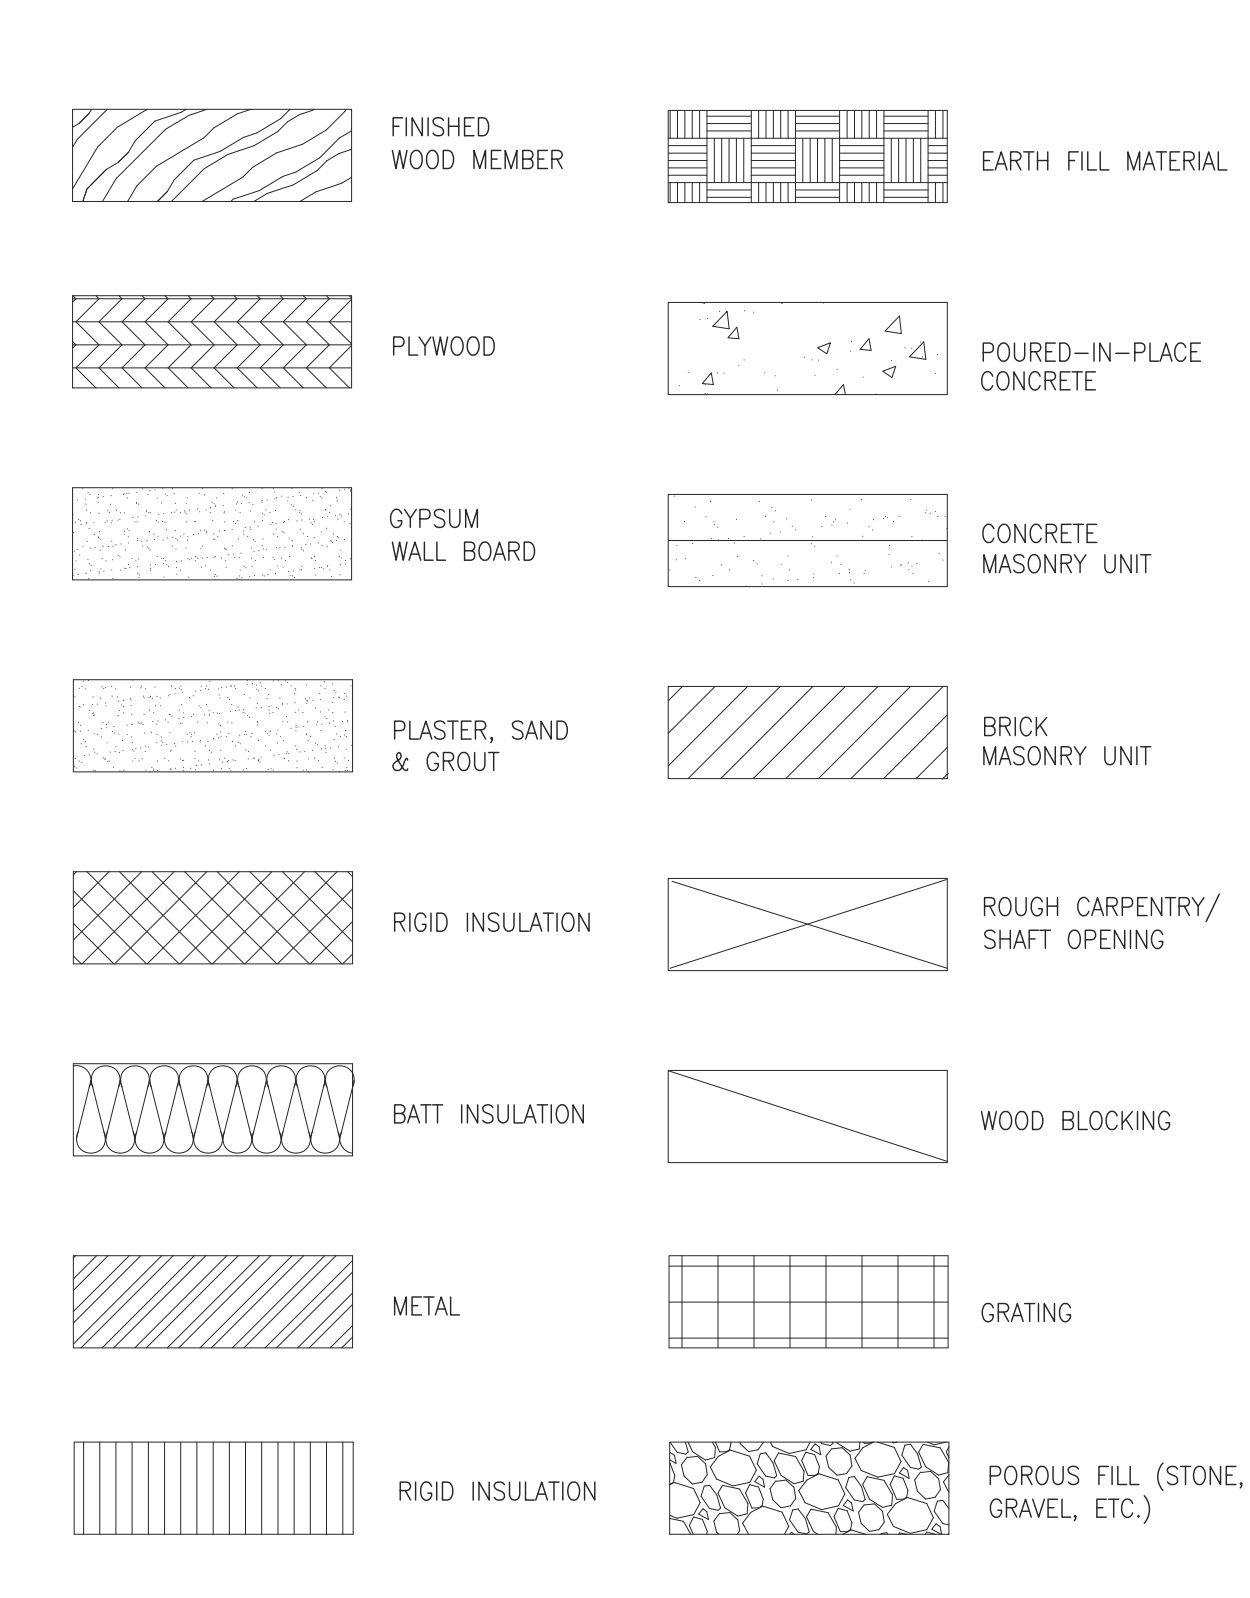 FINISHED
WOOD MEMBER
PLYWOOD
GYPSUM
WALL BOARD
PLASTER, SAND
& GROUT
RIGID INSULATION
BATT INSULATION
METAL
RIGID INSULATION
EARTH FILL MATERIAL
POURED-IN-PLACE
CONCRETE
CONCRETE
MASONRY UNIT
BRICK
MASONRY UNIT
ROUGH CARPENTRY/
SHAFT OPENING
WOOD BLOCKING
GRATING
POROUS FILL (STONE,
GRAVEL, ETC.)